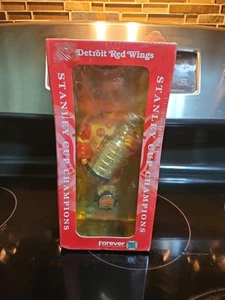 Detroit Red Wings
STANLEY CUP CHAMPIONS
STANLEY CUP CHAMPIONS
Forever